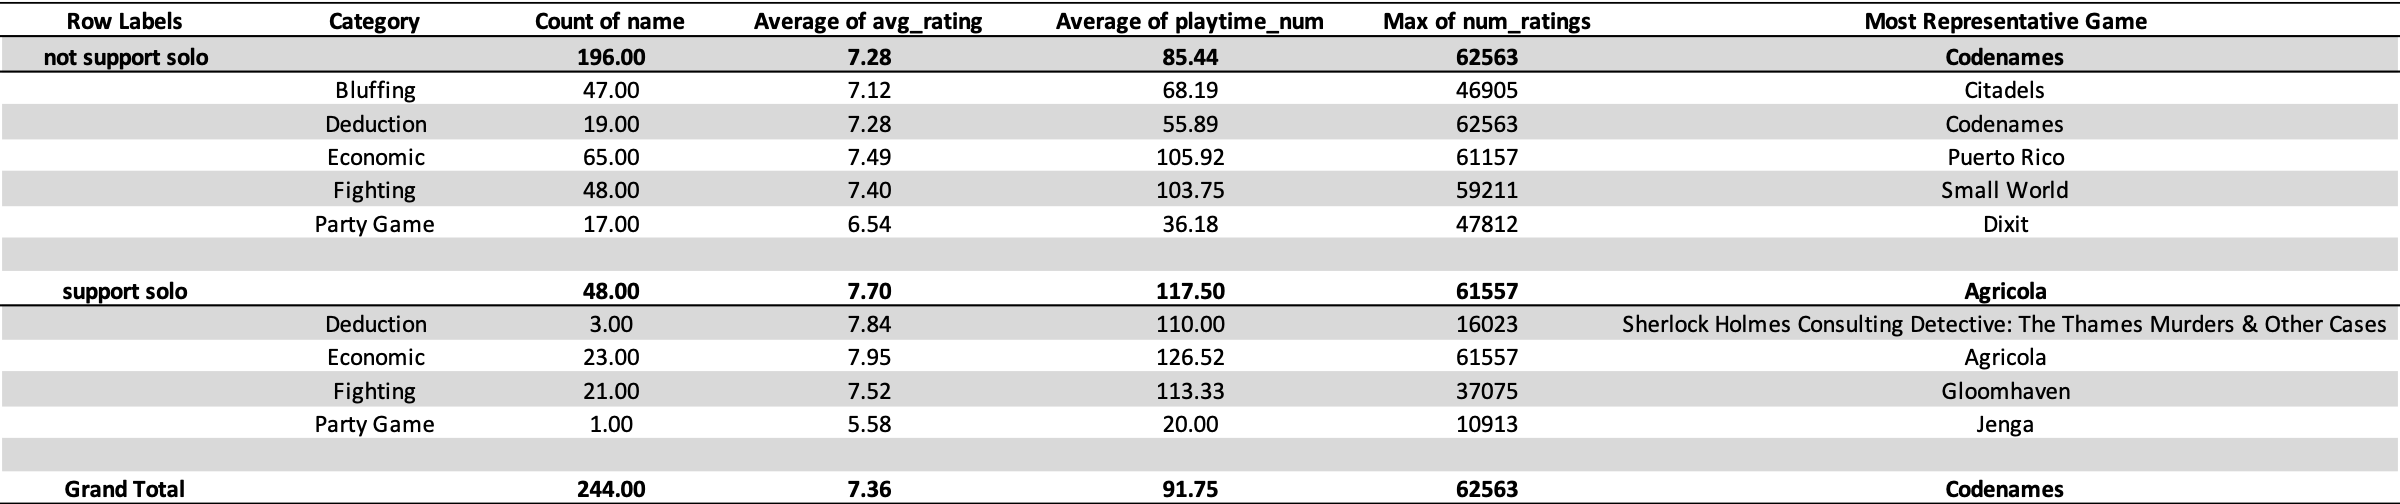 Row Labels Category Count of name Average of avg_rating Average of playtime_num Max of num_ratings Most Representative Game
not support solo 196.00 7.28 85.44 62563 Codenames
Bluffing 47.00 7.12 68.19 46905 Citadels
Deduction 19.00 7.28 55.89 62563 Codenames
Economic 65.00 7.49 105.92 61157 Puerto Rico
Fighting 48.00 7.40 103.75 59211 Small World
Party Game 17.00 6.54 36.18 47812 Dixit
support solo 48.00 7.70 117.50 61557 Agricola
Deduction 3.00 7.84 110.00 16023 Sherlock Holmes Consulting Detective: The Thames Murders & Other Cases
Economic 23.00 7.95 126.52 61557 Agricola
Fighting 21.00 7.52 113.33 37075 Gloomhaven
Party Game 1.00 5.58 20.00 10913 Jenga
Grand Total 244.00 7.36 91.75 62563 Codenames